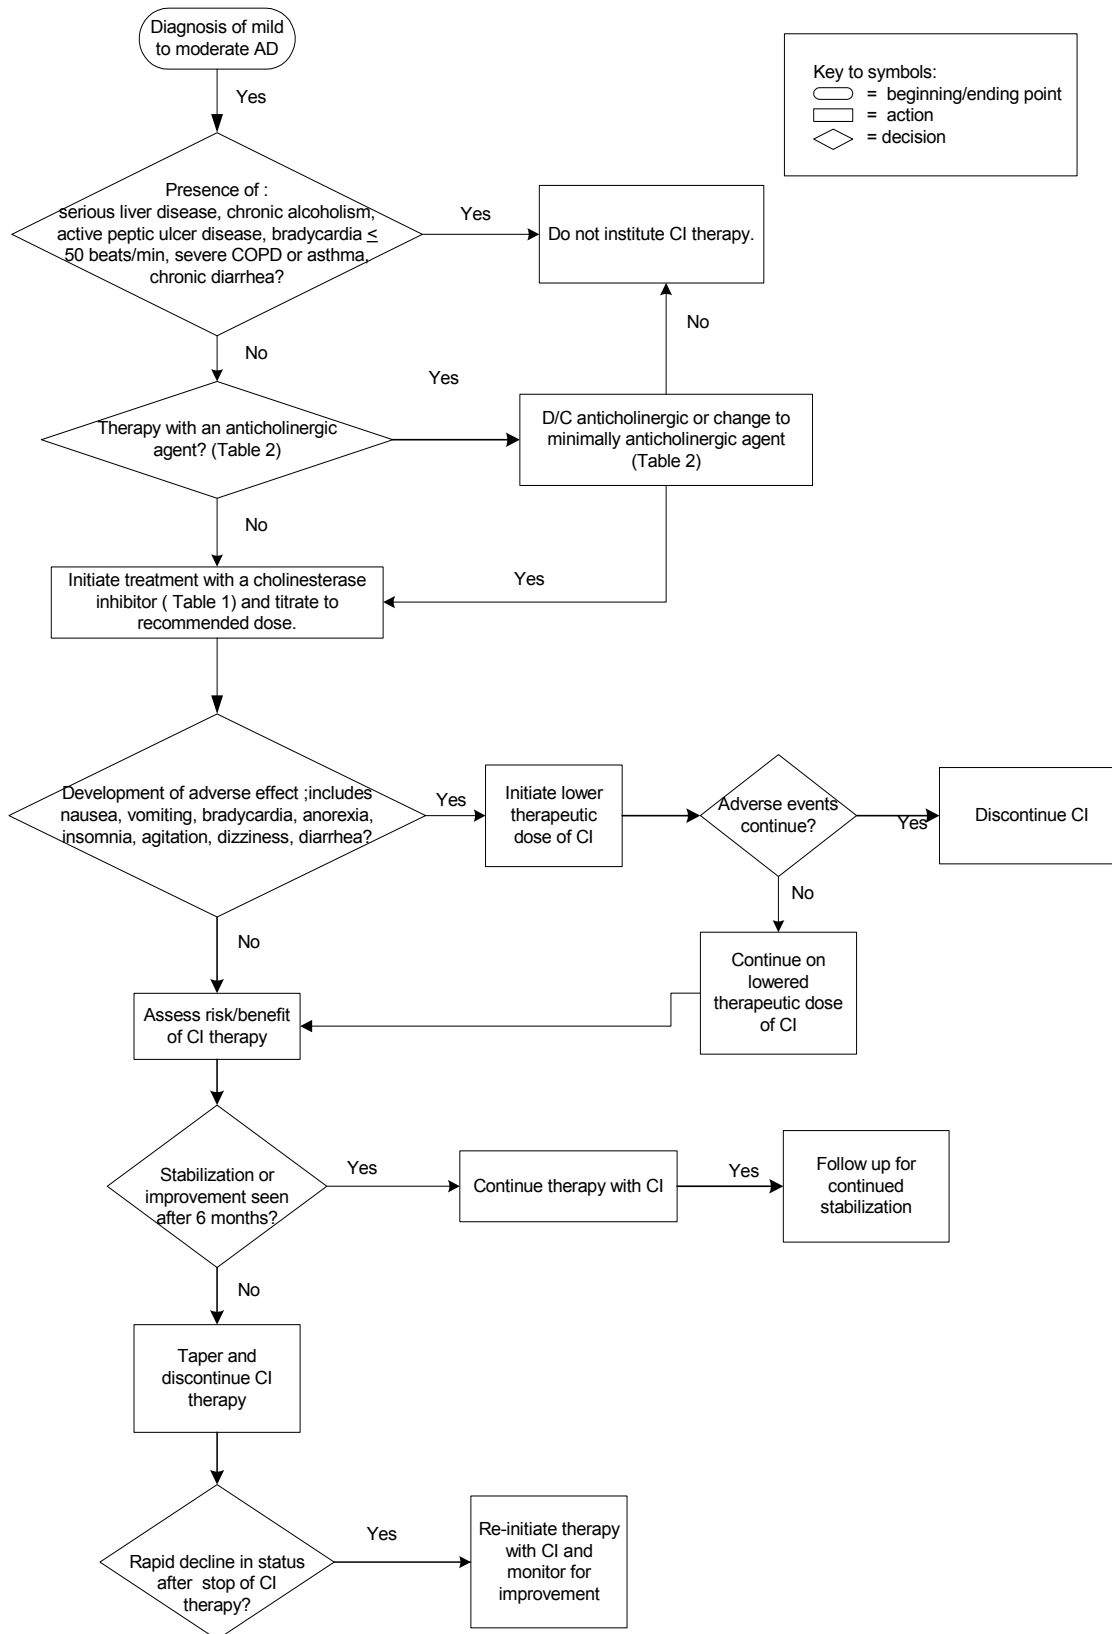 Diagnosis of mild
to moderate AD
Key to symbols:
= beginning/ending point
= action
= decision
Yes
Presence of :
serious liver disease, chronic alcoholism,
active peptic ulcer disease, bradycardia ≤
50 beats/min, severe COPD or asthma,
chronic diarrhea?
Yes
Do not institute CI therapy.
No
No
Yes
Therapy with an anticholinergic
agent? (Table 2)
D/C anticholinergic or change to
minimally anticholinergic agent
(Table 2)
No
Yes
Initiate treatment with a cholinesterase
inhibitor ( Table 1) and titrate to
recommended dose.
Development of adverse effect ;includes
nausea, vomiting, bradycardia, anorexia,
insomnia, agitation, dizziness, diarrhea?
Yes
Initiate lower
therapeutic
dose of CI
Adverse events
continue?
Yes
Discontinue CI
No
No
Continue on
lowered
therapeutic dose
of CI
Assess risk/benefit
of CI therapy
Stabilization or
improvement seen
after 6 months?
Yes
Continue therapy with CI
Yes
Follow up for
continued
stabilization
No
Taper and
discontinue CI
therapy
Rapid decline in status
after stop of CI
therapy?
Yes
Re-initiate therapy
with CI and
monitor for
improvement